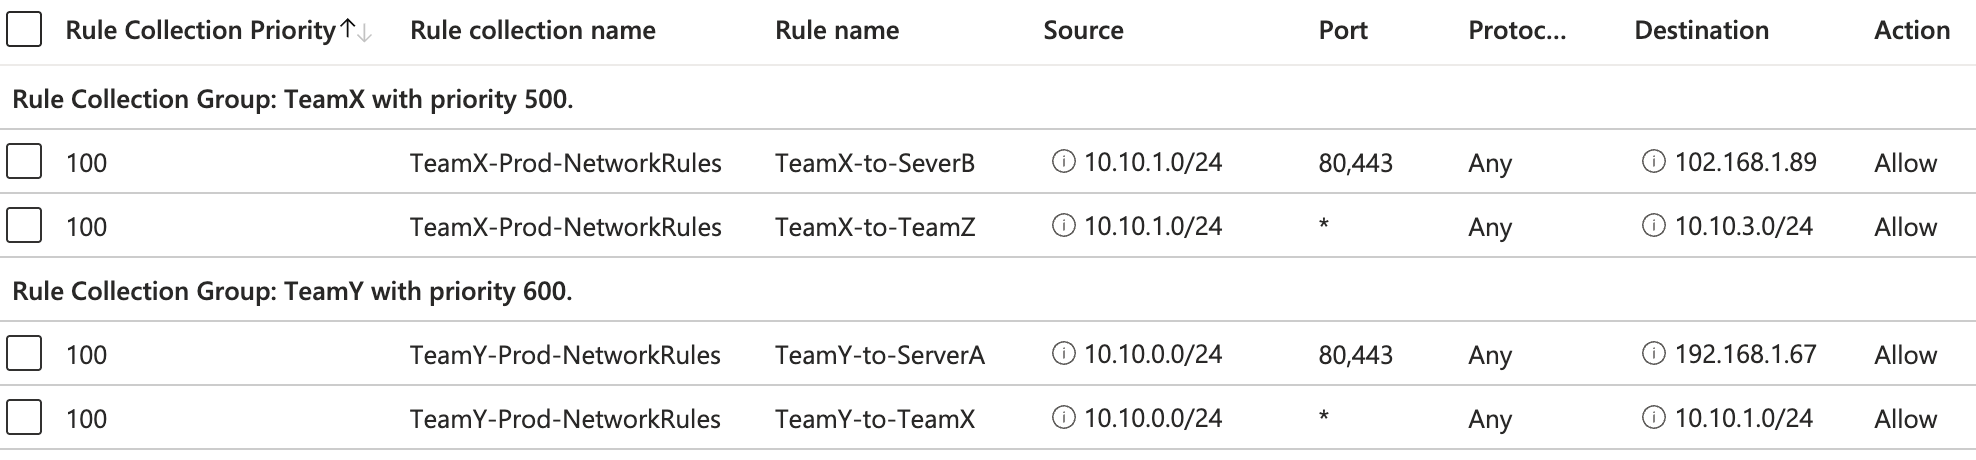 Rule Collection Priority↑↓ Rule collection name Rule name Source Port Protoc... Destination Action
Rule Collection Group: TeamX with priority 500.
100 TeamX-Prod-NetworkRules TeamX-to-SeverB 10.10.1.0/24 80,443 Any 102.168.1.89 Allow
100 TeamX-Prod-NetworkRules TeamX-to-TeamZ 10.10.1.0/24 * Any 10.10.3.0/24 Allow
Rule Collection Group: TeamY with priority 600.
100 TeamY-Prod-NetworkRules TeamY-to-ServerA 10.10.0.0/24 80,443 Any 192.168.1.67 Allow
100 TeamY-Prod-NetworkRules TeamY-to-TeamX 10.10.0.0/24 * Any 10.10.1.0/24 Allow